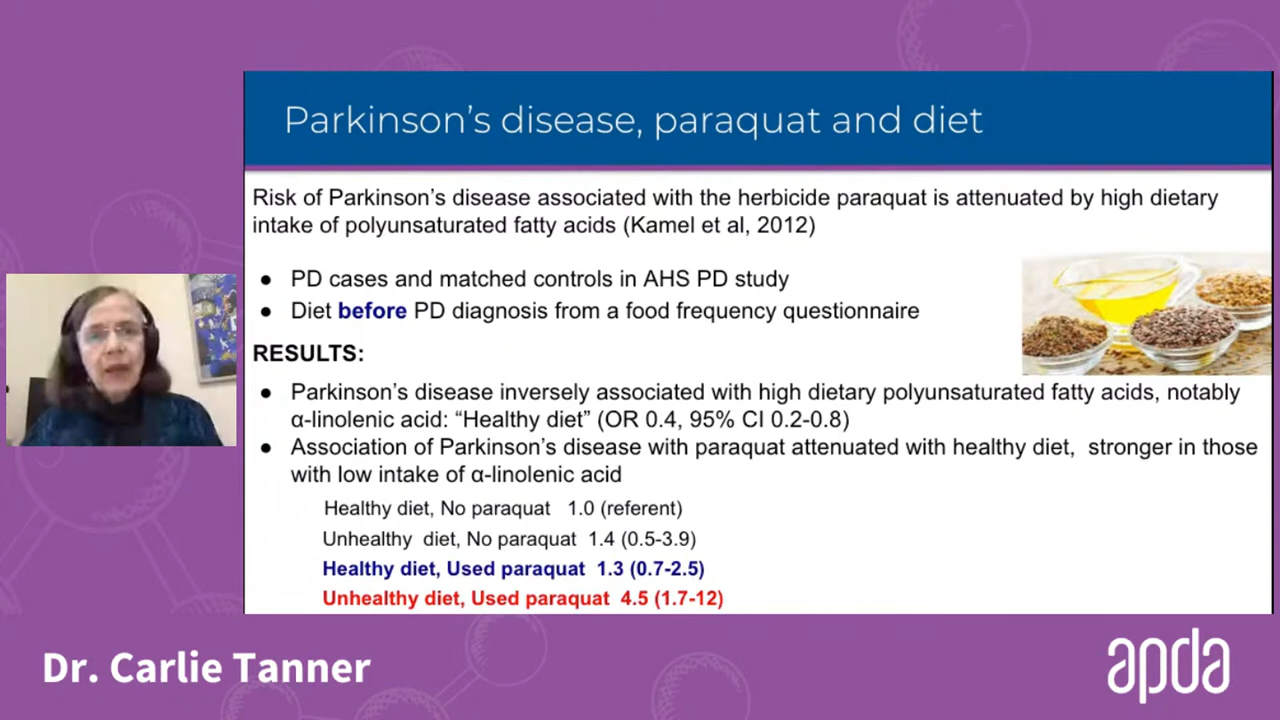 Parkinson's disease, paraquat and diet
Risk of Parkinson's disease associated with the herbicide paraquat is attenuated by high dietary
intake of polyunsaturated fatty acids (Kamel et al, 2012)
● PD cases and matched controls in AHS PD study
● Diet before PD diagnosis from a food frequency questionnaire
RESULTS:
● Parkinson's disease inversely associated with high dietary polyunsaturated fatty acids, notably
α-linolenic acid: “Healthy diet” (OR 0.4, 95% CI 0.2-0.8)
● Association of Parkinson's disease with paraquat attenuated with healthy diet, stronger in those
with low intake of α-linolenic acid
Healthy diet, No paraquat 1.0 (referent)
Unhealthy diet, No paraquat 1.4 (0.5-3.9)
Healthy diet, Used paraquat 1.3 (0.7-2.5)
Unhealthy diet, Used paraquat 4.5 (1.7-12)
Dr. Carlie Tanner
apda